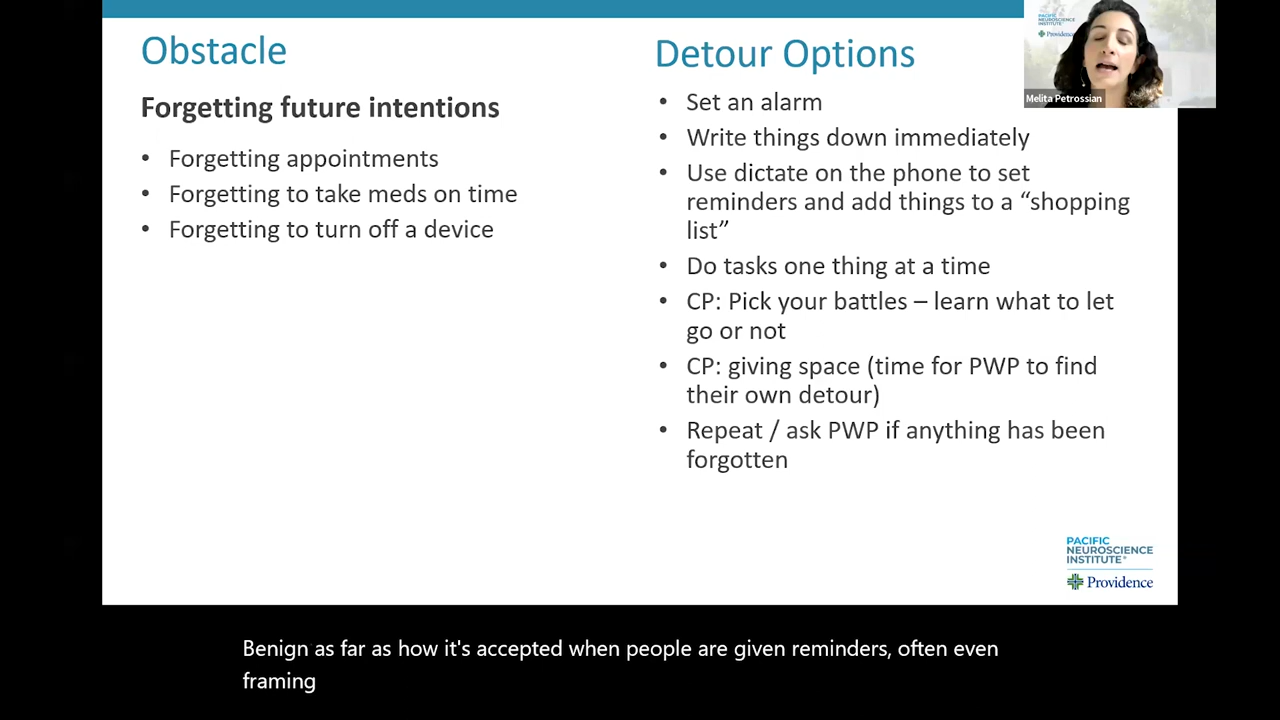 Obstacle
Forgetting future intentions
• Forgetting appointments
• Forgetting to take meds on time
• Forgetting to turn off a device
Detour Options
• Set an alarm
• Write things down immediately
• Use dictate on the phone to set
reminders and add things to a “shopping
list”
• Do tasks one thing at a time
• CP: Pick your battles – learn what to let
go or not
• CP: giving space (time for PWP to find
their own detour)
• Repeat / ask PWP if anything has been
forgotten
PACIFIC
NEUROSCIENCE
INSTITUTE
Providence
Melita Petrossian
PACIFIC
NEUROSCIENCE
INSTITUTE®
Providence
Benign as far as how it's accepted when people are given reminders, often even
framing